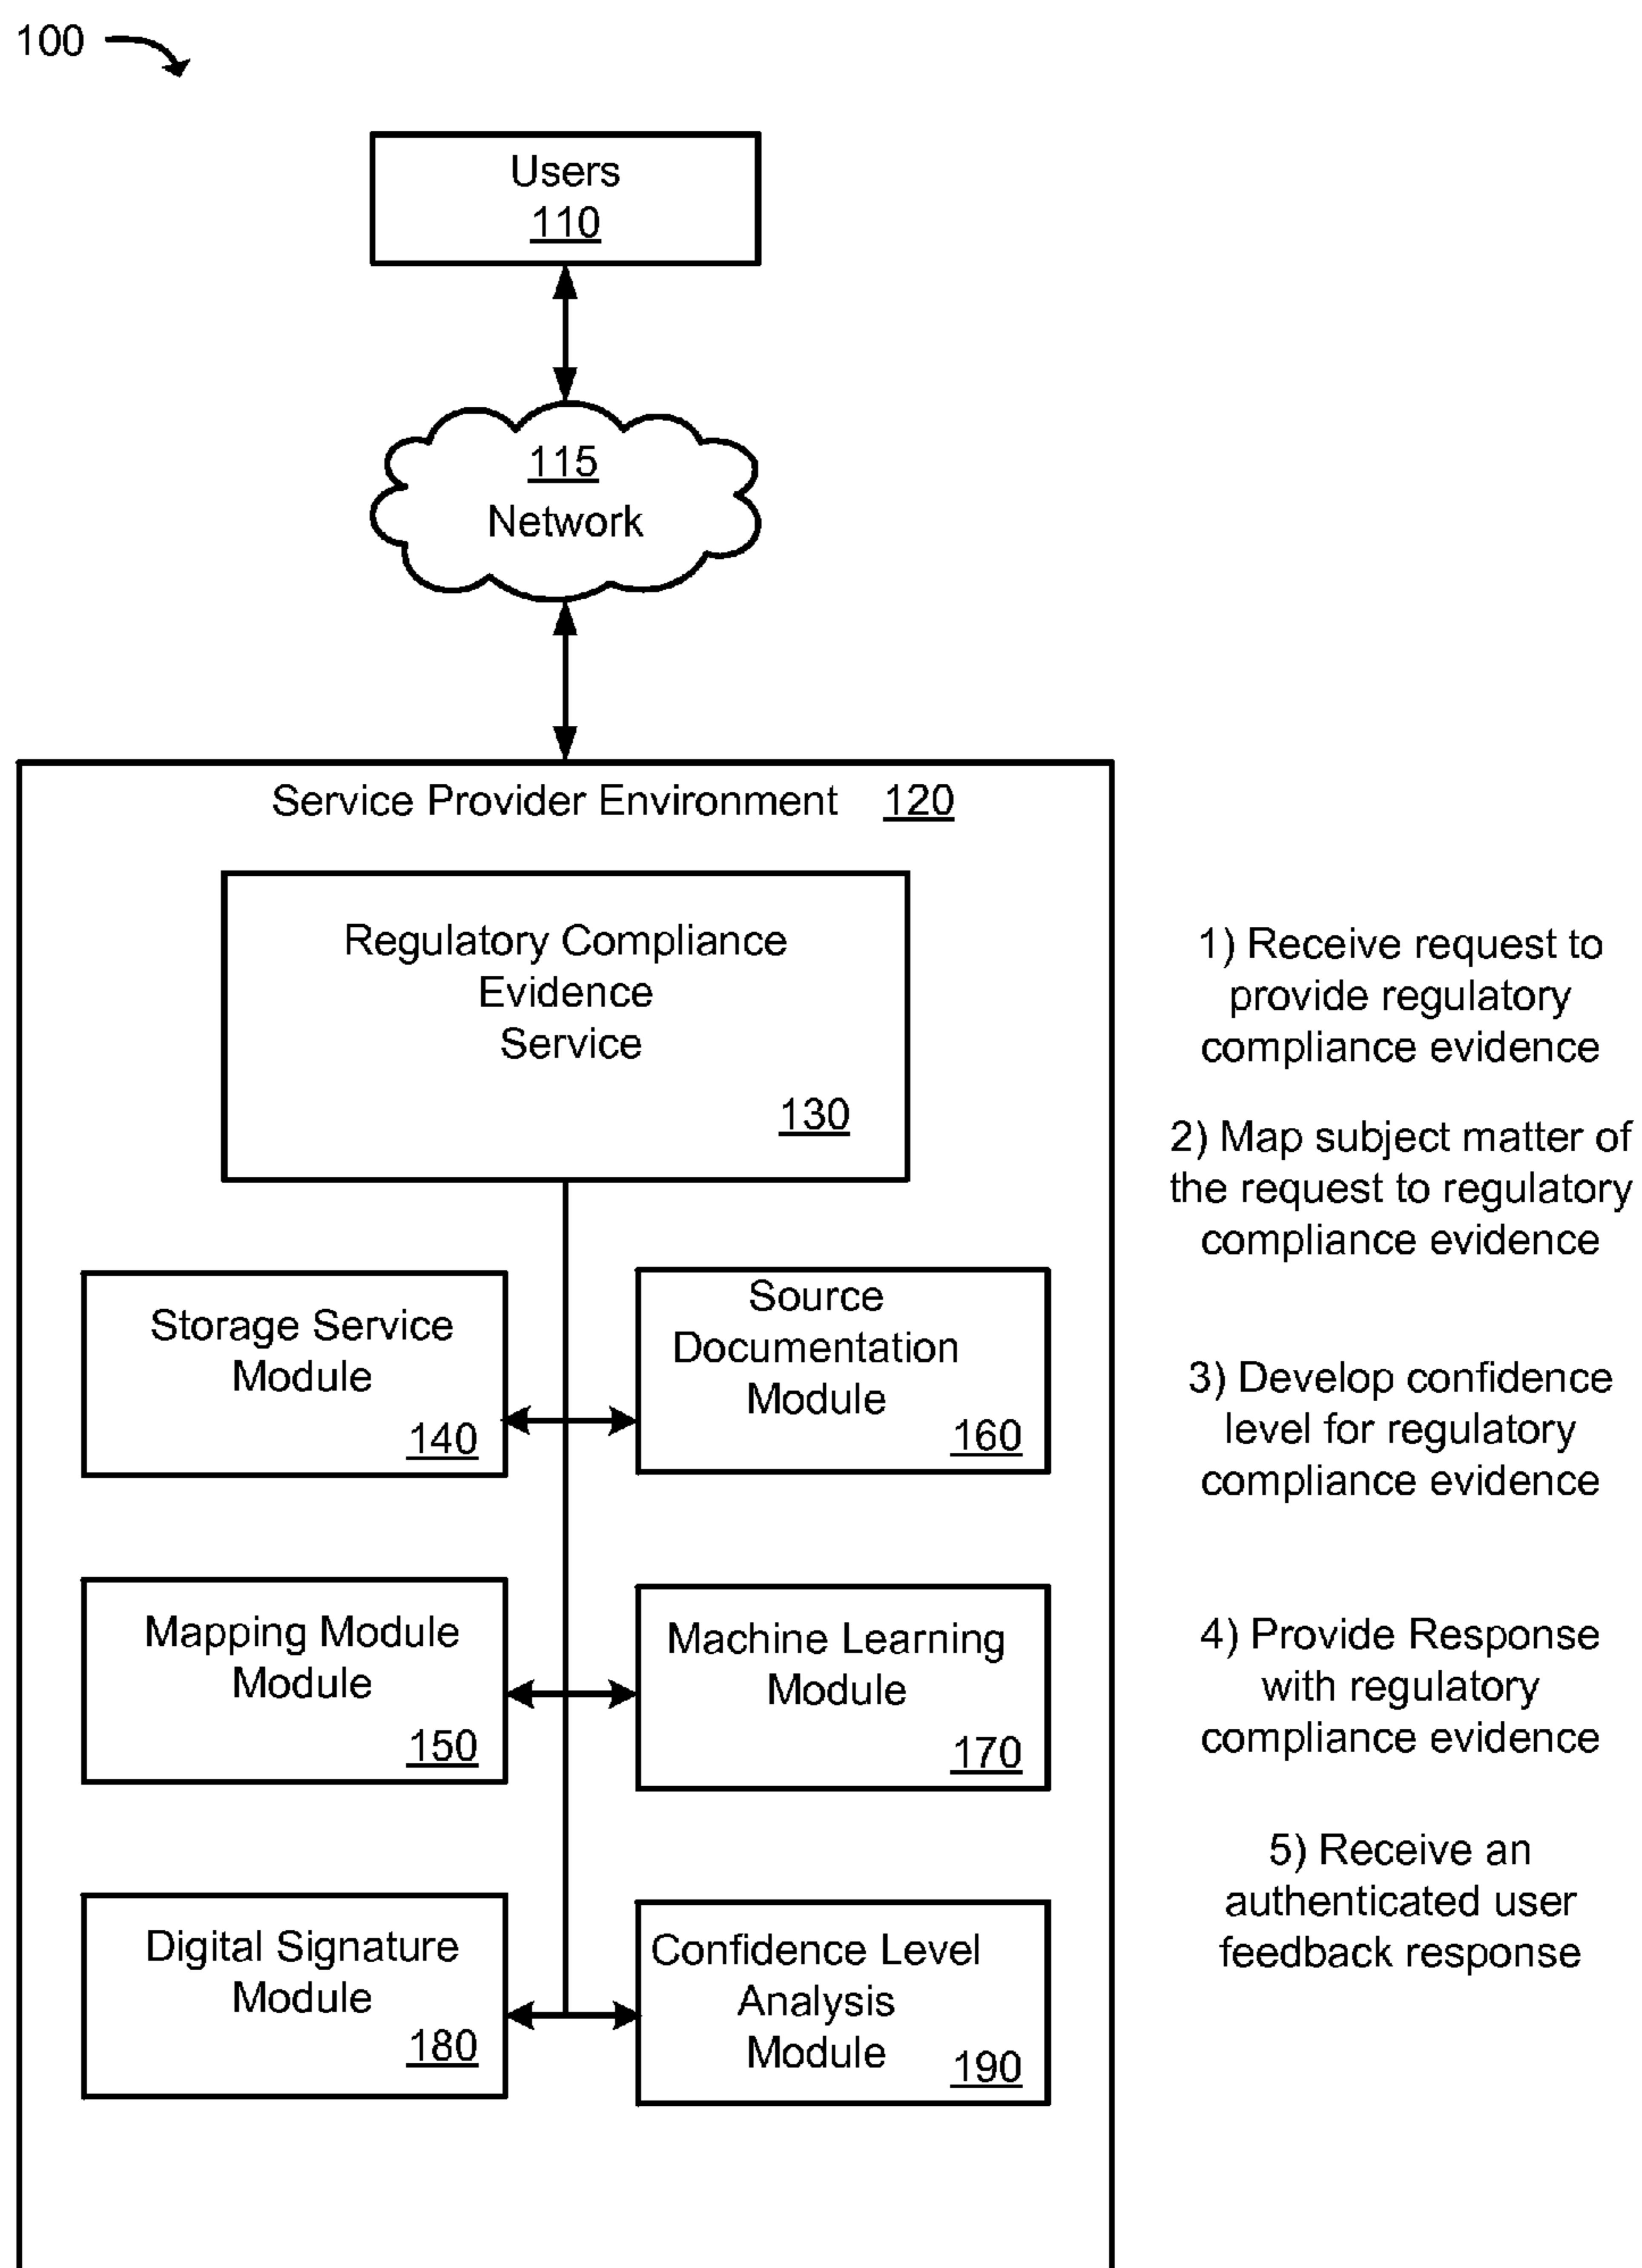 100
Users
110
115
Network
Service Provider Environment 120
Regulatory Compliance
Evidence
Service
130
Storage Service
Module
140
Source
Documentation
Module
160
Mapping Module
Module
150
Machine Learning
Module
170
Digital Signature
Module
180
Confidence Level
Analysis
Module
190
1) Receive request to
provide regulatory
compliance evidence
2) Map subject matter of
the request to regulatory
compliance evidence
3) Develop confidence
level for regulatory
compliance evidence
4) Provide Response
with regulatory
compliance evidence
5) Receive an
authenticated user
feedback response